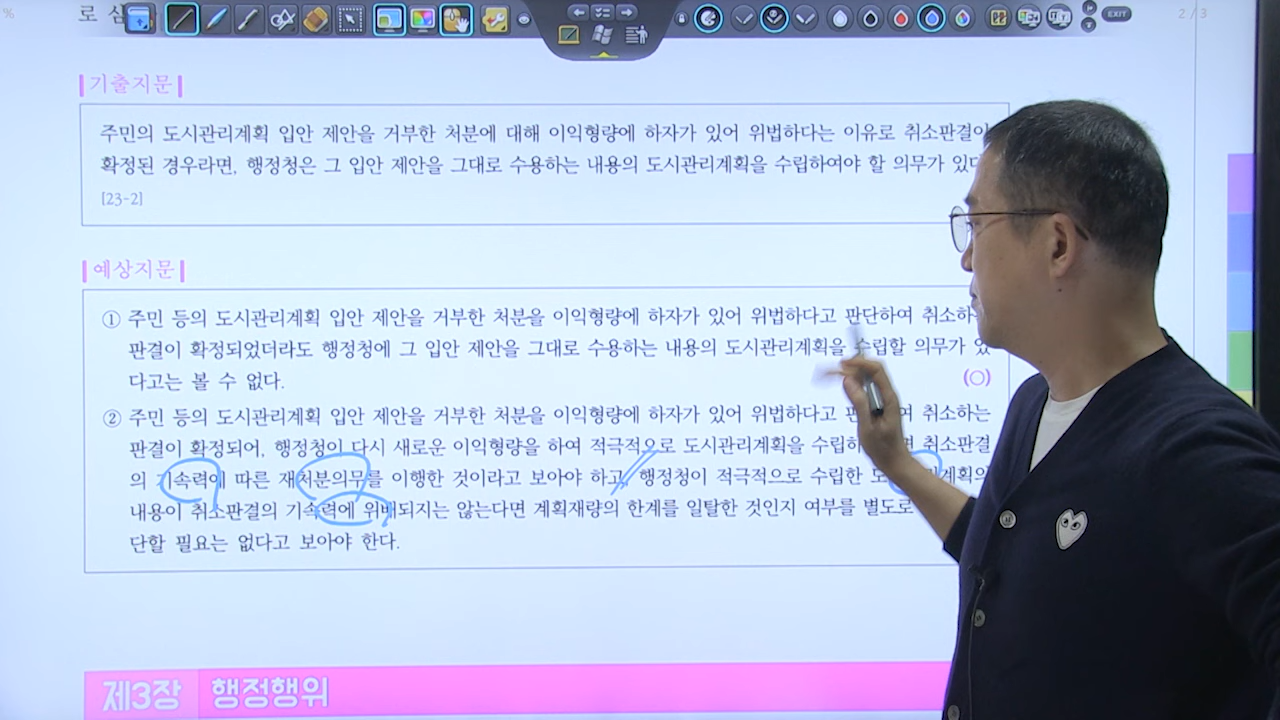 로 심
EXIT
2 / 3
%
기출지문
주민의 도시관리계획 입안 제안을 거부한 처분에 대해 이익형량에 하자가 있어 위법하다는 이유로 취소판결이
확정된 경우라면, 행정청은 그 입안 제안을 그대로 수용하는 내용의 도시관리계획을 수립하여야 할 의무가 있다
[23-2]
예상지문
① 주민 등의 도시관리계획 입안 제안을 거부한 처분을 이익형량에 하자가 있어 위법하다고 판단하여 취소하
판결이 확정되었더라도 행정청에 그 입안 제안을 그대로 수용하는 내용의 도시관리계획을 수립할 의무가 있
다고는 볼 수 없다. (○)
② 주민 등의 도시관리계획 입안 제안을 거부한 처분을 이익형량에 하자가 있어 위법하다고 여 취소하는
판결이 확정되어, 행정청이 다시 새로운 이익형량을 하여 적극적으로 도시관리계획을 수립하 면 취소판결
의 기속력에 따른 재처분의무를 이행한 것이라고 보아야 하고, 행정청이 적극적으로 수립한 계획의
내용이 취소판결의 기속력에 위배되지는 않는다면 계획재량의 한계를 일탈한 것인지 여부를 별도로
단할 필요는 없다고 보아야 한다.
제3장 행정행위